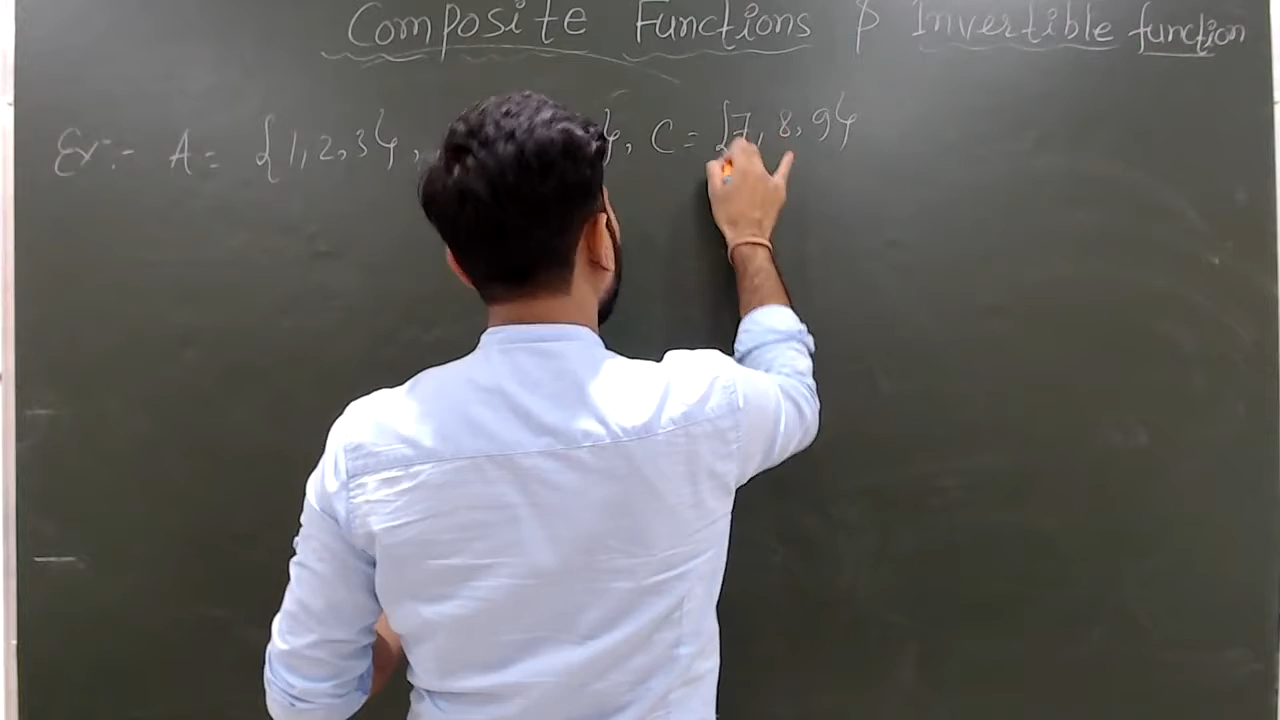 Composite Functions & Invertible function
Ex:- A = {1,2,3}, }, C = {7,8,9}